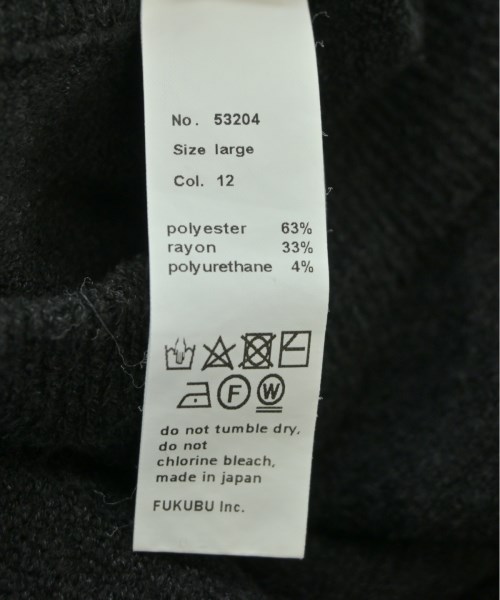 No. 53204
Size large
Col. 12
polyester 63%
rayon 33%
polyurethane 4%
F W
do not tumble dry,
do not
chlorine bleach,
made in japan
FUKUBU Inc.